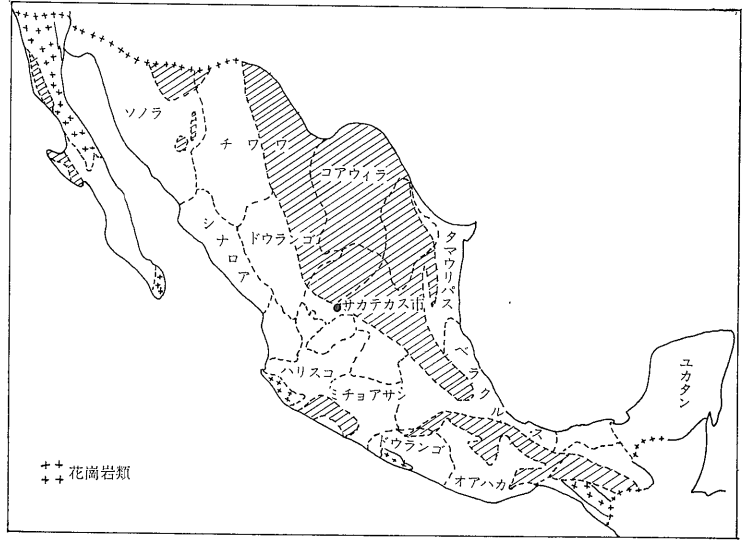 ソノラ
チワワ
コアウィラ
シナロア
ドウランゴ
タマウリパス
サカテカス市
ベラクルス
ハリスコ
ミチョアサン
ユカタン
ドウランゴ
オアハカ
花崗岩類